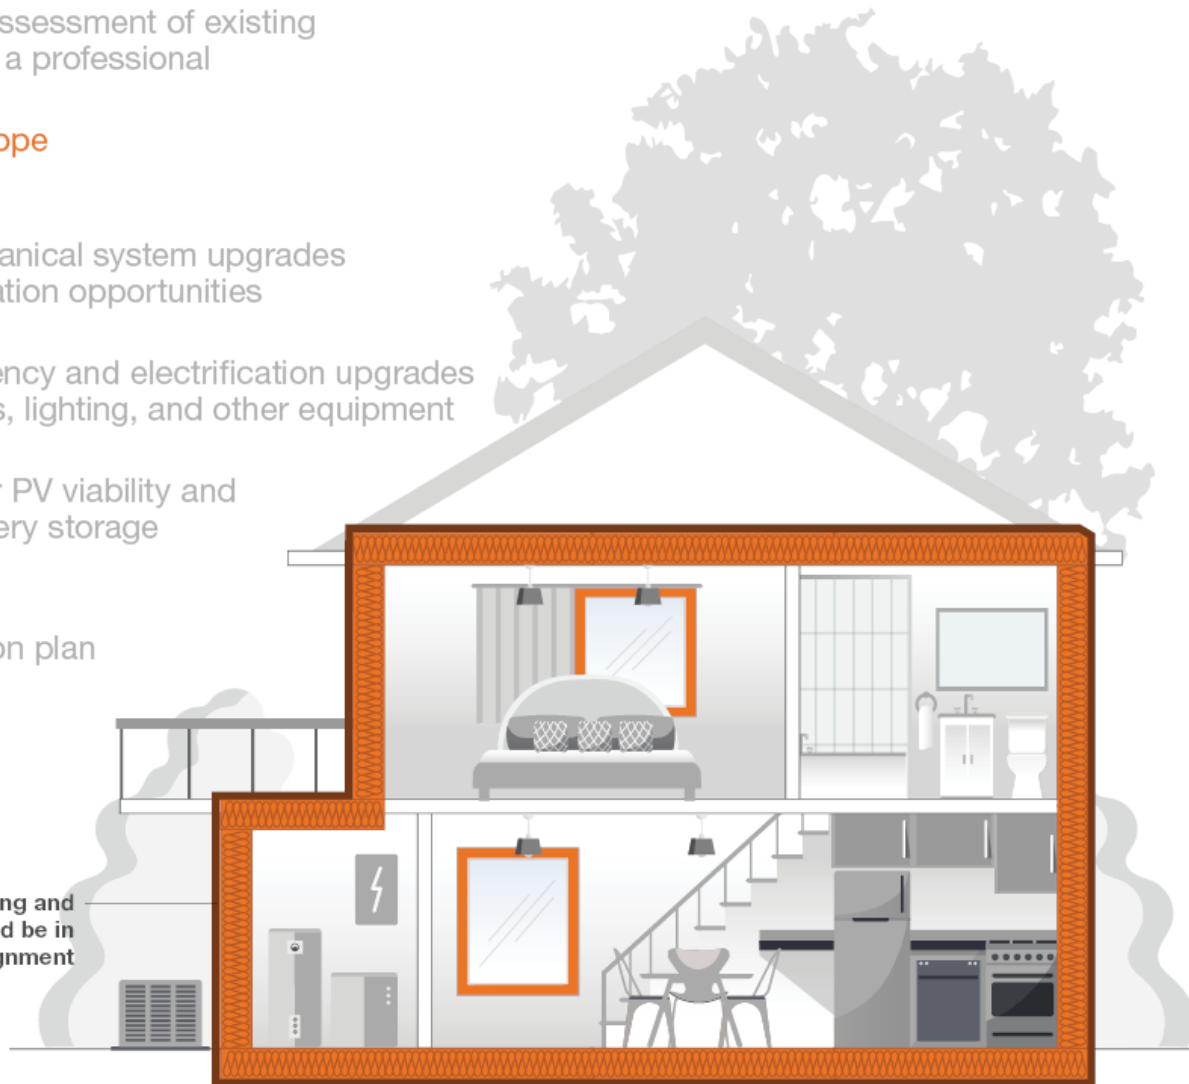 ssessment of existing
a professional
ope
anical system upgrades
ation opportunities
ency and electrification upgrades
s, lighting, and other equipment
r PV viability and
ery storage
on plan
ng and
d be in
gnment